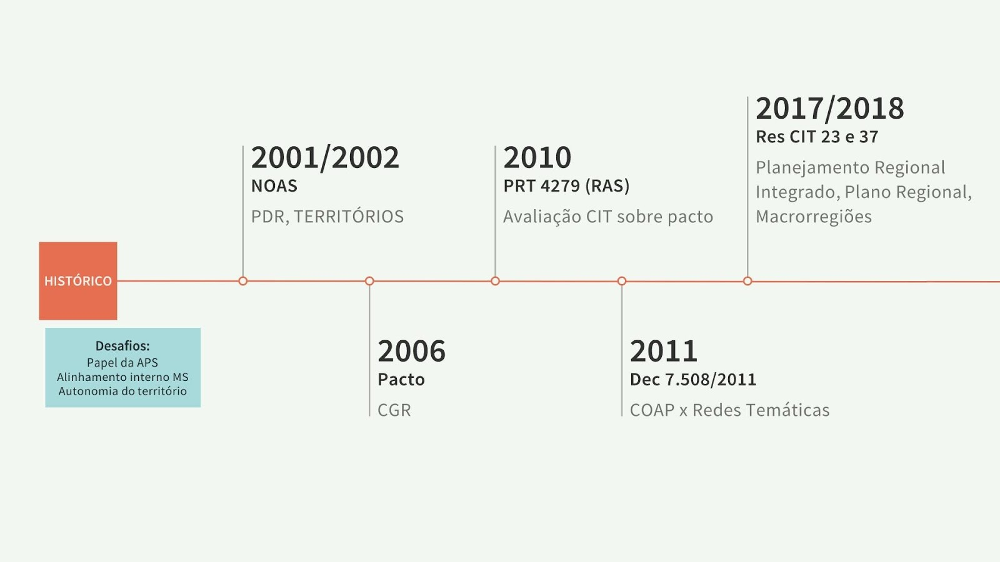 HISTÓRICO
Desafios:
Papel da APS
Alinhamento interno MS
Autonomia do território
2001/2002
NOAS
PDR, TERRITÓRIOS
2006
Pacto
CGR
2010
PRT 4279 (RAS)
Avaliação CIT sobre pacto
2011
Dec 7.508/2011
COAP x Redes Temáticas
2017/2018
Res CIT 23 e 37
Planejamento Regional
Integrado, Plano Regional,
Macrorregiões